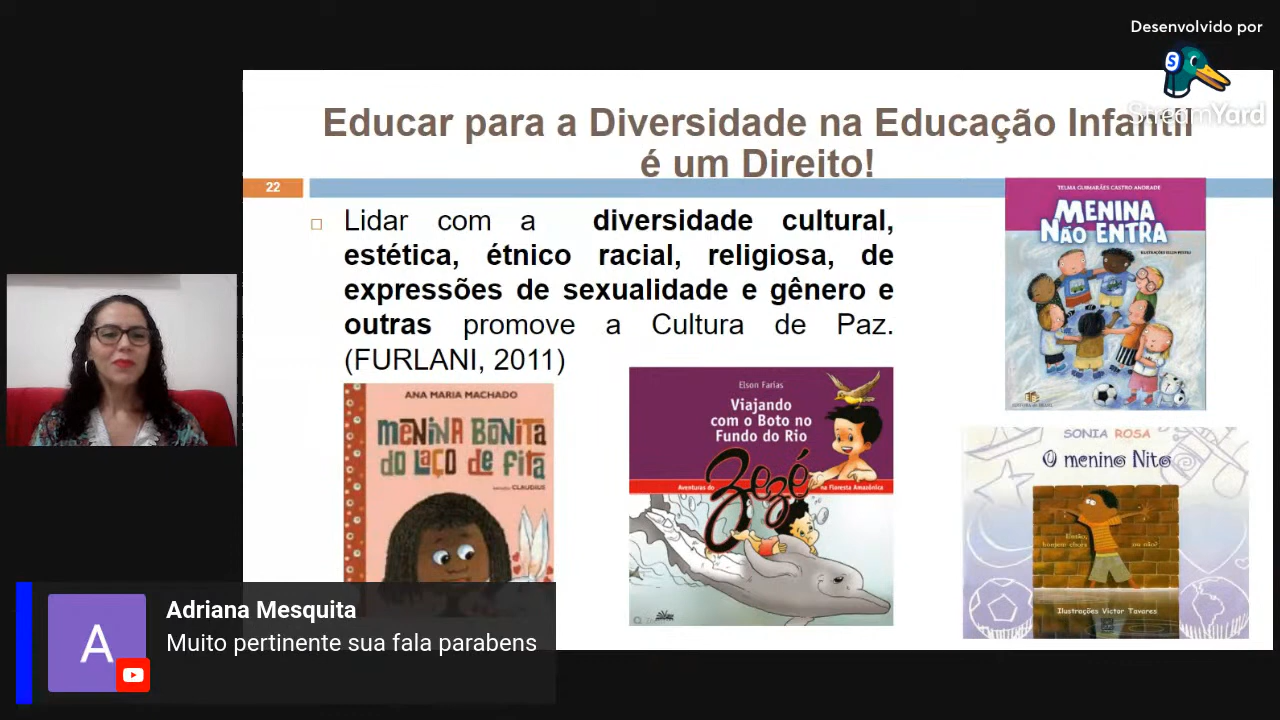 Desenvolvido por
StreamYard
Educar para a Diversidade na Educação Infantil
é um Direito!
22
Lidar com a diversidade cultural,
estética, étnico racial, religiosa, de
expressões de sexualidade e gênero e
outras promove a Cultura de Paz.
(FURLANI, 2011)
TELMA GUIMARÃES CASTRO ANDRADE
MENINA
NÃO ENTRA
ANA MARIA MACHADO
MENINA BONITA
do LAÇO de FITA
CLAUDIUS
Elson Farias
Viajando
com o Boto no
Fundo do Rio
Aventuras do Zezé na Floresta Amazônica
SONIA ROSA
O menino Nito
Então,
homem chora ou não?
Ilustrações Victor Tavares
A
Adriana Mesquita
Muito pertinente sua fala parabens